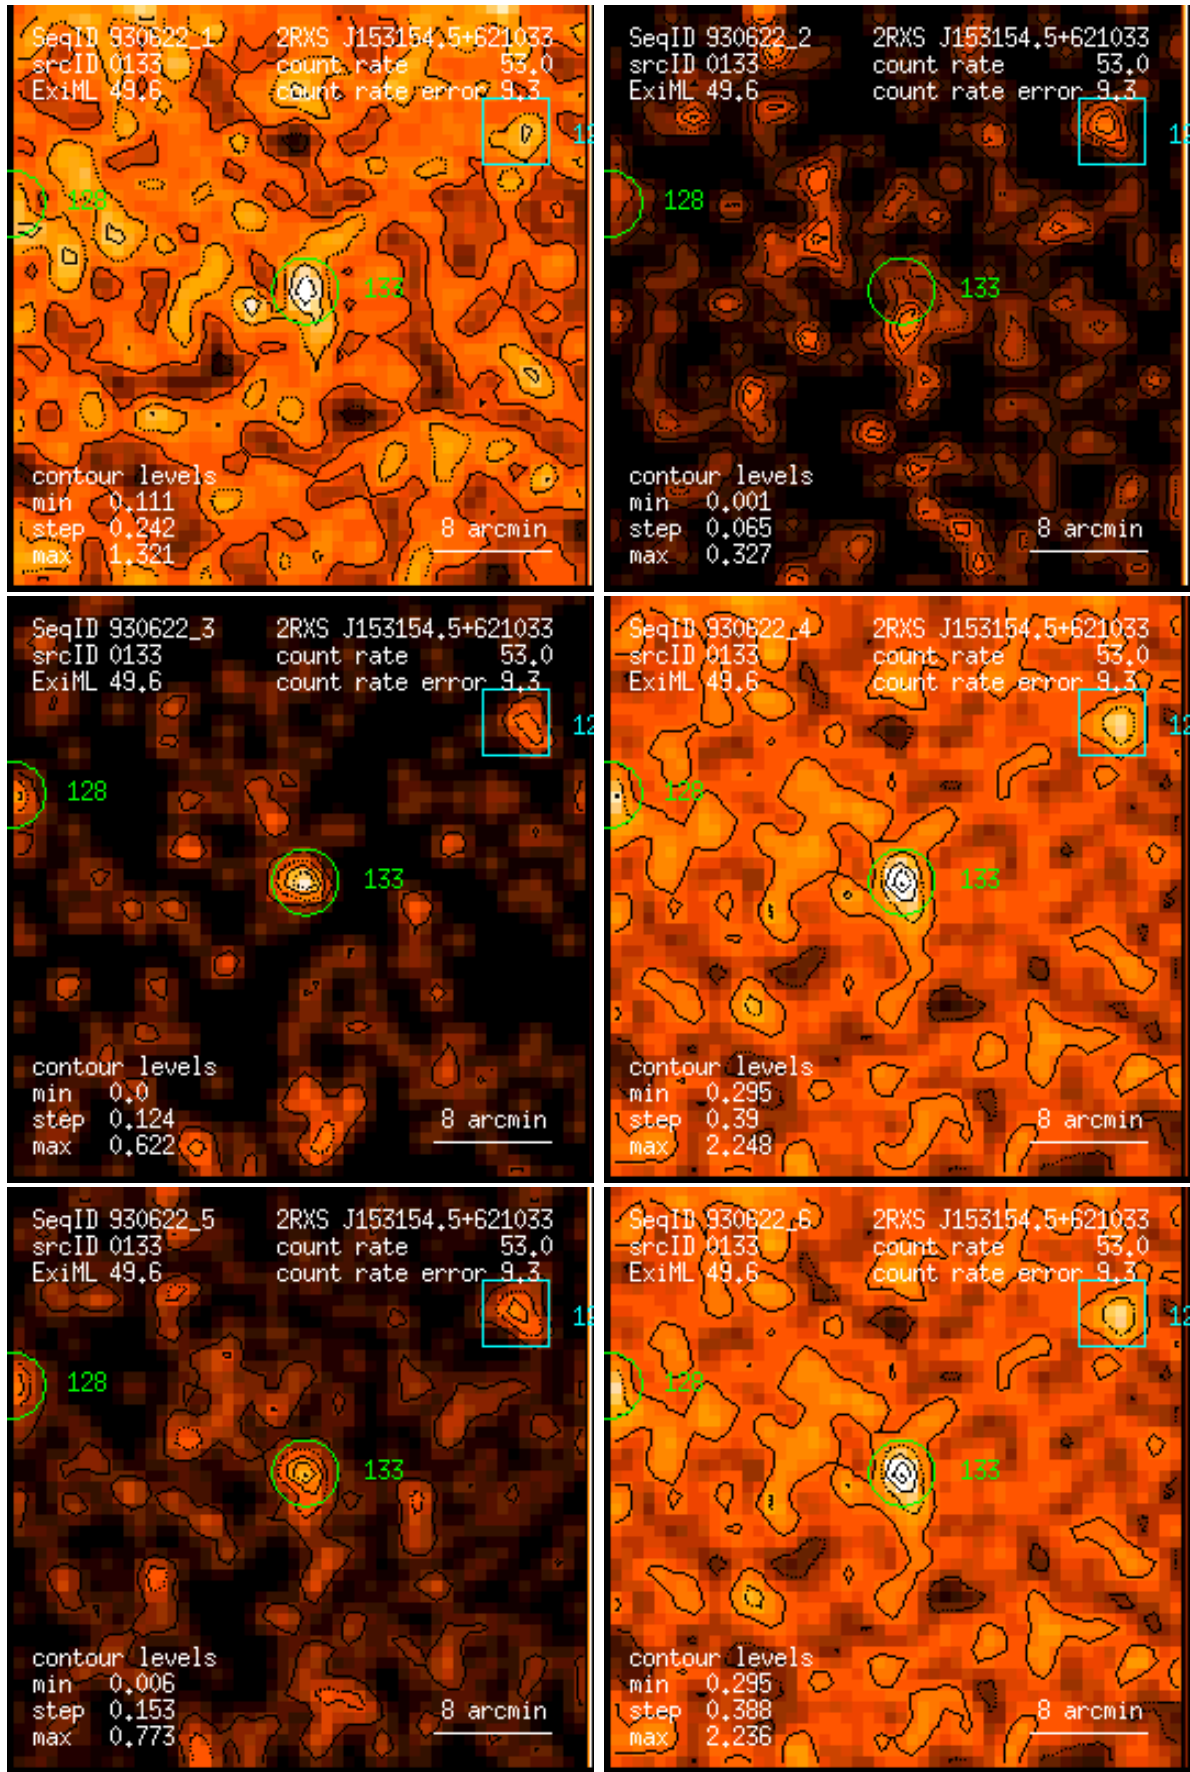 SeqID 930622_1 2RXS J153154.5+621033
srcID 0133 count rate 53.0
ExiML 49.6 count rate error 9.3
12
128
133
contour levels
min 0.111
step 0.242 8 arcmin
max 1.321
SeqID 930622_2 2RXS J153154.5+621033
srcID 0133 count rate 53.0
ExiML 49.6 count rate error 9.3
12
128
133
contour levels
min 0.001
step 0.065 8 arcmin
max 0.327
SeqID 930622_3 2RXS J153154.5+621033
srcID 0133 count rate 53.0
ExiML 49.6 count rate error 9.3
12
128
133
contour levels
min 0.0
step 0.124 8 arcmin
max 0.622
SeqID 930622_4 2RXS J153154.5+621033
srcID 0133 count rate 53.0
ExiML 49.6 count rate error 9.3
12
128
133
contour levels
min 0.295
step 0.39 8 arcmin
max 2.248
SeqID 930622_5 2RXS J153154.5+621033
srcID 0133 count rate 53.0
ExiML 49.6 count rate error 9.3
12
128
133
contour levels
min 0.006
step 0.153 8 arcmin
max 0.773
SeqID 930622_6 2RXS J153154.5+621033
srcID 0133 count rate 53.0
ExiML 49.6 count rate error 9.3
12
128
133
contour levels
min 0.295
step 0.388 8 arcmin
max 2.236